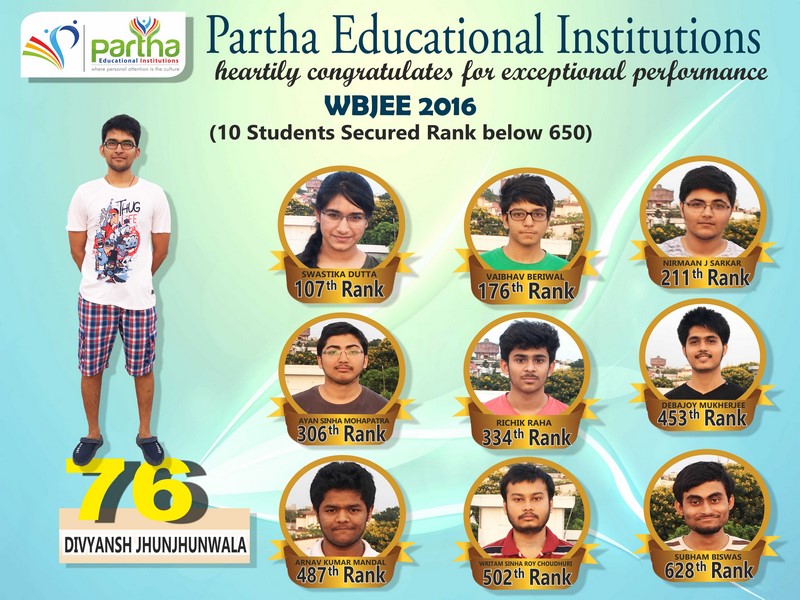 partha
Educational Institutions
where personal attention is the culture
Partha Educational Institutions
heartily congratulates for exceptional performance
WBJEE 2016
(10 Students Secured Rank below 650)
THUG
LIFE
SWASTIKA DUTTA
107th Rank
VAIBHAV BERIWAL
176th Rank
NIRMAAN J SARKAR
211th Rank
AYAN SINHA MOHAPATRA
306th Rank
RICHIK RAHA
334th Rank
DEBAJOY MUKHERJEE
453th Rank
76
DIVYANSH JHUNJHUNWALA
ARNAV KUMAR MANDAL
487th Rank
WRITAM SINHA ROY CHOUDHURI
502th Rank
SUBHAM BISWAS
628th Rank